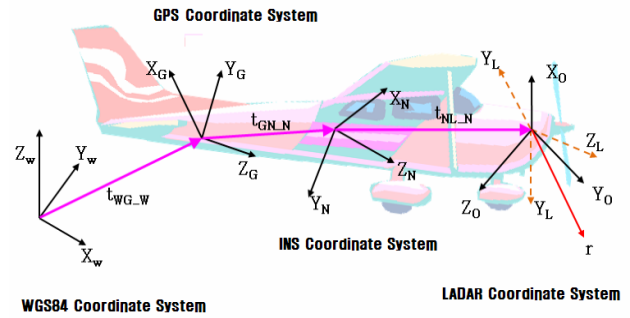 GPS Coordinate System
X_G
Y_G
Y_L
X_O
X_N
t_GN_N
t_NL_N
Z_W
Y_W
Z_G
Z_N
Z_L
t_WG_W
Y_N
Z_O
Y_L
Y_O
X_W
INS Coordinate System
r
WGS84 Coordinate System
LADAR Coordinate System